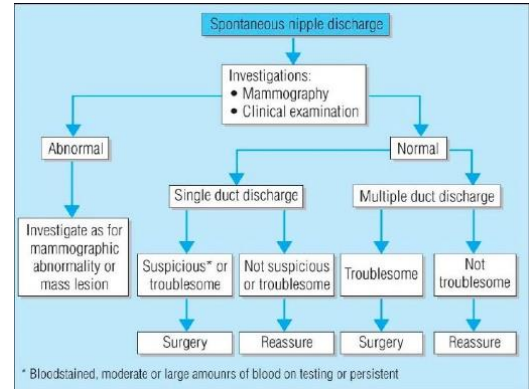 Spontaneous nipple discharge
Investigations:
• Mammography
• Clinical examination
Abnormal
Normal
Single duct discharge
Multiple duct discharge
Investigate as for
mammographic
abnormality or
mass lesion
Suspicious* or
troublesome
Not suspicious
or troublesome
Troublesome
Not
troublesome
Surgery
Reassure
Surgery
Reassure
* Bloodstained, moderate or large amounrs of blood on testing or persistent